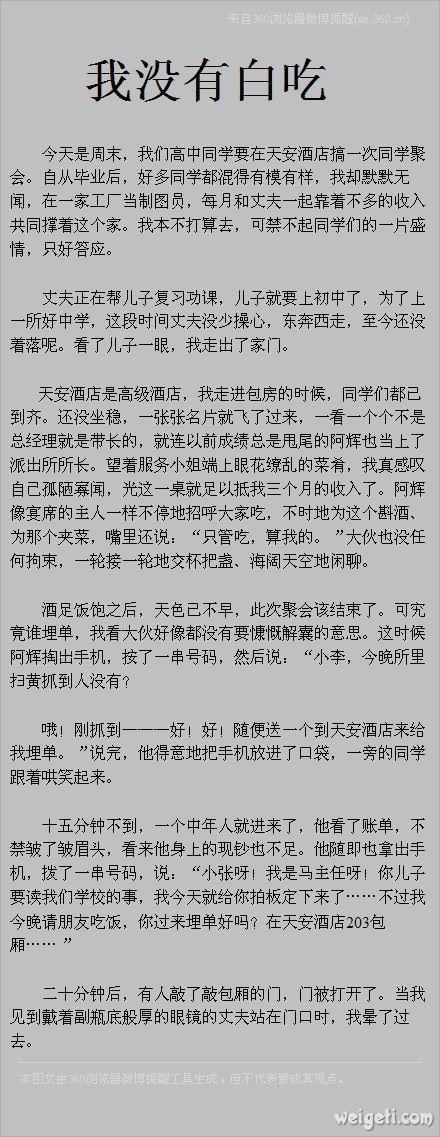 来自360浏览器微博提醒(se.360.cn)
我没有白吃
今天是周末，我们高中同学要在天安酒店搞一次同学聚
会。自从毕业后，好多同学都混得有模有样，我却默默无
闻，在一家工厂当制图员，每月和丈夫一起靠着不多的收入
共同撑着这个家。我本不打算去，可禁不起同学们的一片盛
情，只好答应。
丈夫正在帮儿子复习功课，儿子就要上初中了，为了上
一所好中学，这段时间丈夫没少操心，东奔西走，至今还没
着落呢。看了儿子一眼，我走出了家门。
天安酒店是高级酒店，我走进包房的时候，同学们都已
到齐。还没坐稳，一张张名片就飞了过来，一看一个个不是
总经理就是带长的，就连以前成绩总是甩尾的阿辉也当上了
派出所所长。望着服务小姐端上眼花缭乱的菜肴，我真感叹
自己孤陋寡闻，光这一桌就足以抵我三个月的收入了。阿辉
像宴席的主人一样不停地招呼大家吃，不时地为这个斟酒、
为那个夹菜，嘴里还说：“只管吃，算我的。”大伙也没任
何拘束，一轮接一轮地交杯把盏、海阔天空地闲聊。
酒足饭饱之后，天色已不早，此次聚会该结束了。可究
竟谁埋单，我看大伙好像都没有要慷慨解囊的意思。这时候
阿辉掏出手机，按了一串号码，然后说：“小李，今晚所里
扫黄抓到人没有？
哦！刚抓到———好！好！随便送一个到天安酒店来给
我埋单。”说完，他得意地把手机放进了口袋，一旁的同学
跟着哄笑起来。
十五分钟不到，一个中年人就进来了，他看了账单，不
禁皱了皱眉头，看来他身上的现钞也不足。他随即也拿出手
机，拨了一串号码，说：“小张呀！我是马主任呀！你儿子
要读我们学校的事，我今天就给你拍板定下来了……不过我
今晚请朋友吃饭，你过来埋单好吗？在天安酒店203包
厢……”
二十分钟后，有人敲了敲包厢的门，门被打开了。当我
见到戴着副瓶底般厚的眼镜的丈夫站在门口时，我晕了过
去。
本图文由360浏览器微博提醒工具生成，但不代表赞成其观点。
weigeti.com